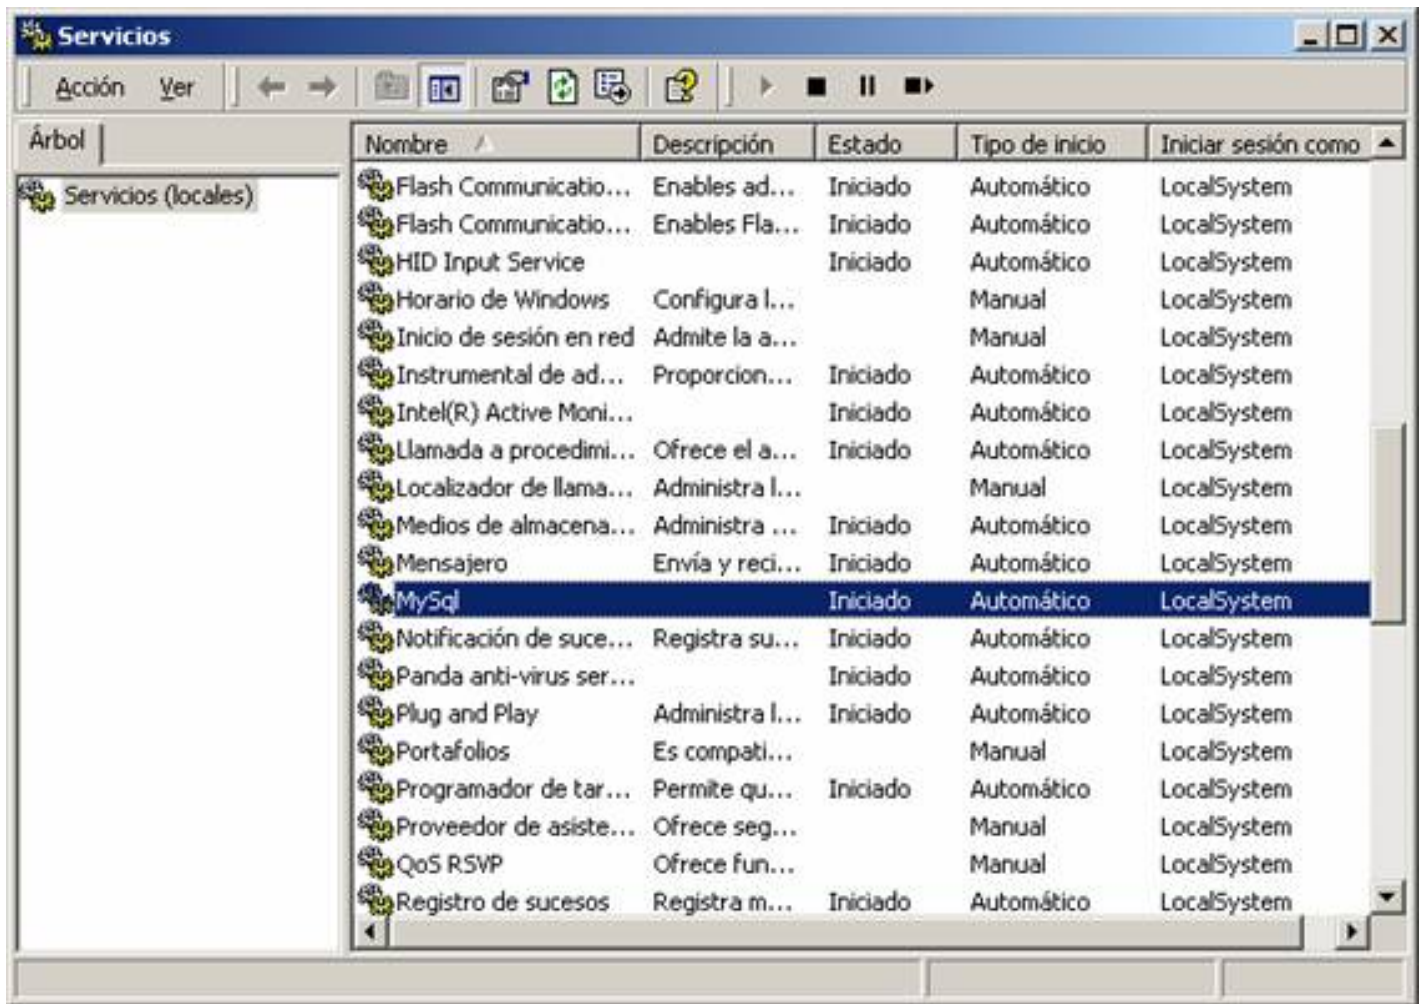 Servicios
Acción Ver
Árbol
Servicios (locales)
Nombre Descripción Estado Tipo de inicio Iniciar sesión como
Flash Communicatio... Enables ad... Iniciado Automático LocalSystem
Flash Communicatio... Enables Fla... Iniciado Automático LocalSystem
HID Input Service Iniciado Automático LocalSystem
Horario de Windows Configura l... Manual LocalSystem
Inicio de sesión en red Admite la a... Manual LocalSystem
Instrumental de ad... Proporcion... Iniciado Automático LocalSystem
Intel(R) Active Moni... Iniciado Automático LocalSystem
Llamada a procedimi... Ofrece el a... Iniciado Automático LocalSystem
Localizador de llama... Administra l... Manual LocalSystem
Medios de almacena... Administra ... Iniciado Automático LocalSystem
Mensajero Envía y reci... Iniciado Automático LocalSystem
MySql Iniciado Automático LocalSystem
Notificación de suce... Registra su... Iniciado Automático LocalSystem
Panda anti-virus ser... Iniciado Automático LocalSystem
Plug and Play Administra l... Iniciado Automático LocalSystem
Portafolios Es compati... Manual LocalSystem
Programador de tar... Permite qu... Iniciado Automático LocalSystem
Proveedor de asiste... Ofrece seg... Manual LocalSystem
QoS RSVP Ofrece fun... Manual LocalSystem
Registro de sucesos Registra m... Iniciado Automático LocalSystem